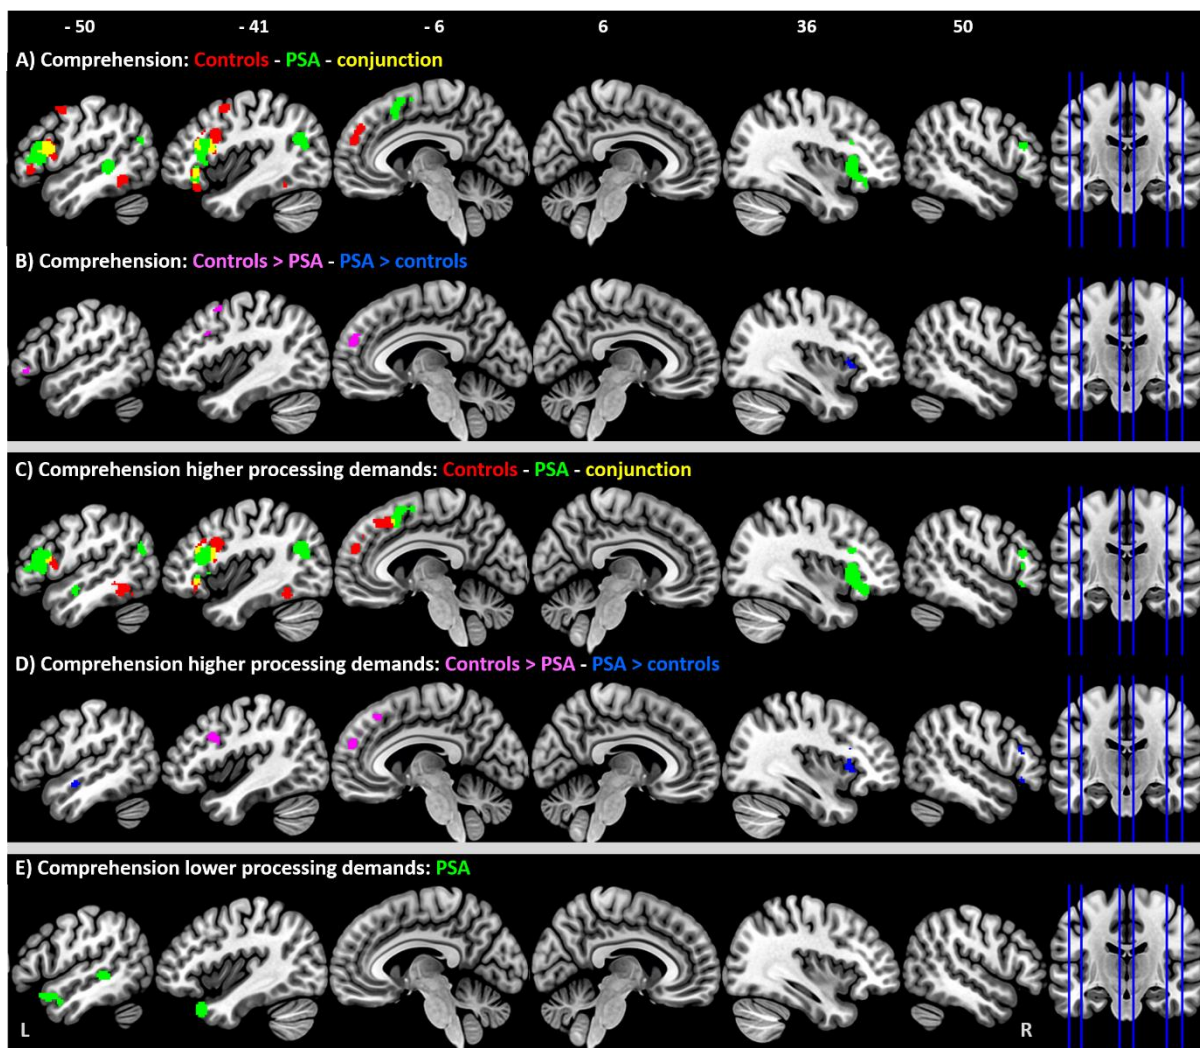 - 50 - 41 - 6 6 36 50
A) Comprehension: Controls - PSA - conjunction
B) Comprehension: Controls > PSA - PSA > controls
C) Comprehension higher processing demands: Controls - PSA - conjunction
D) Comprehension higher processing demands: Controls > PSA - PSA > controls
E) Comprehension lower processing demands: PSA
L R